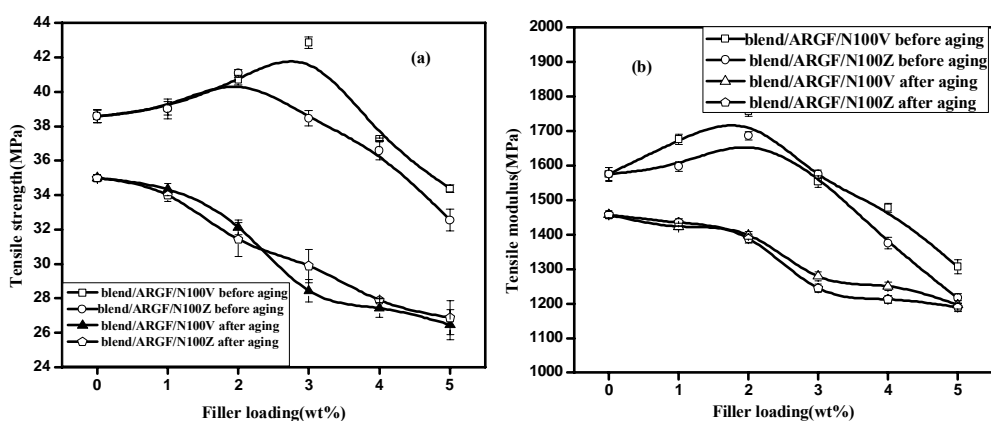 44
42
40
38
36
34
32
30
28
26
24
Tensile strength(MPa)
(a)
blend/ARGF/N100V before aging
blend/ARGF/N100Z before aging
blend/ARGF/N100V after aging
blend/ARGF/N100Z after aging
0 1 2 3 4 5
Filler loading(wt%)
2000
1900
1800
1700
1600
1500
1400
1300
1200
1100
1000
Tensile modulus(MPa)
(b)
blend/ARGF/N100V before aging
blend/ARGF/N100Z before aging
blend/ARGF/N100V after aging
blend/ARGF/N100Z after aging
0 1 2 3 4 5
Filler loading(wt%)